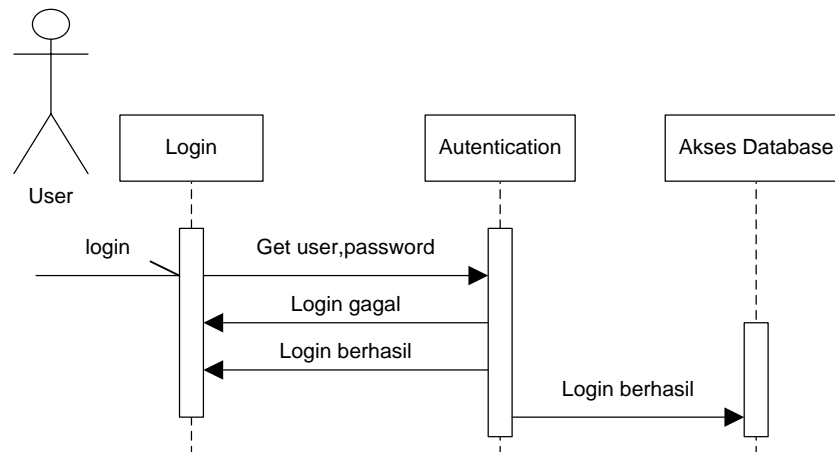 Login
Autentication
Akses Database
User
login
Get user,password
Login gagal
Login berhasil
Login berhasil